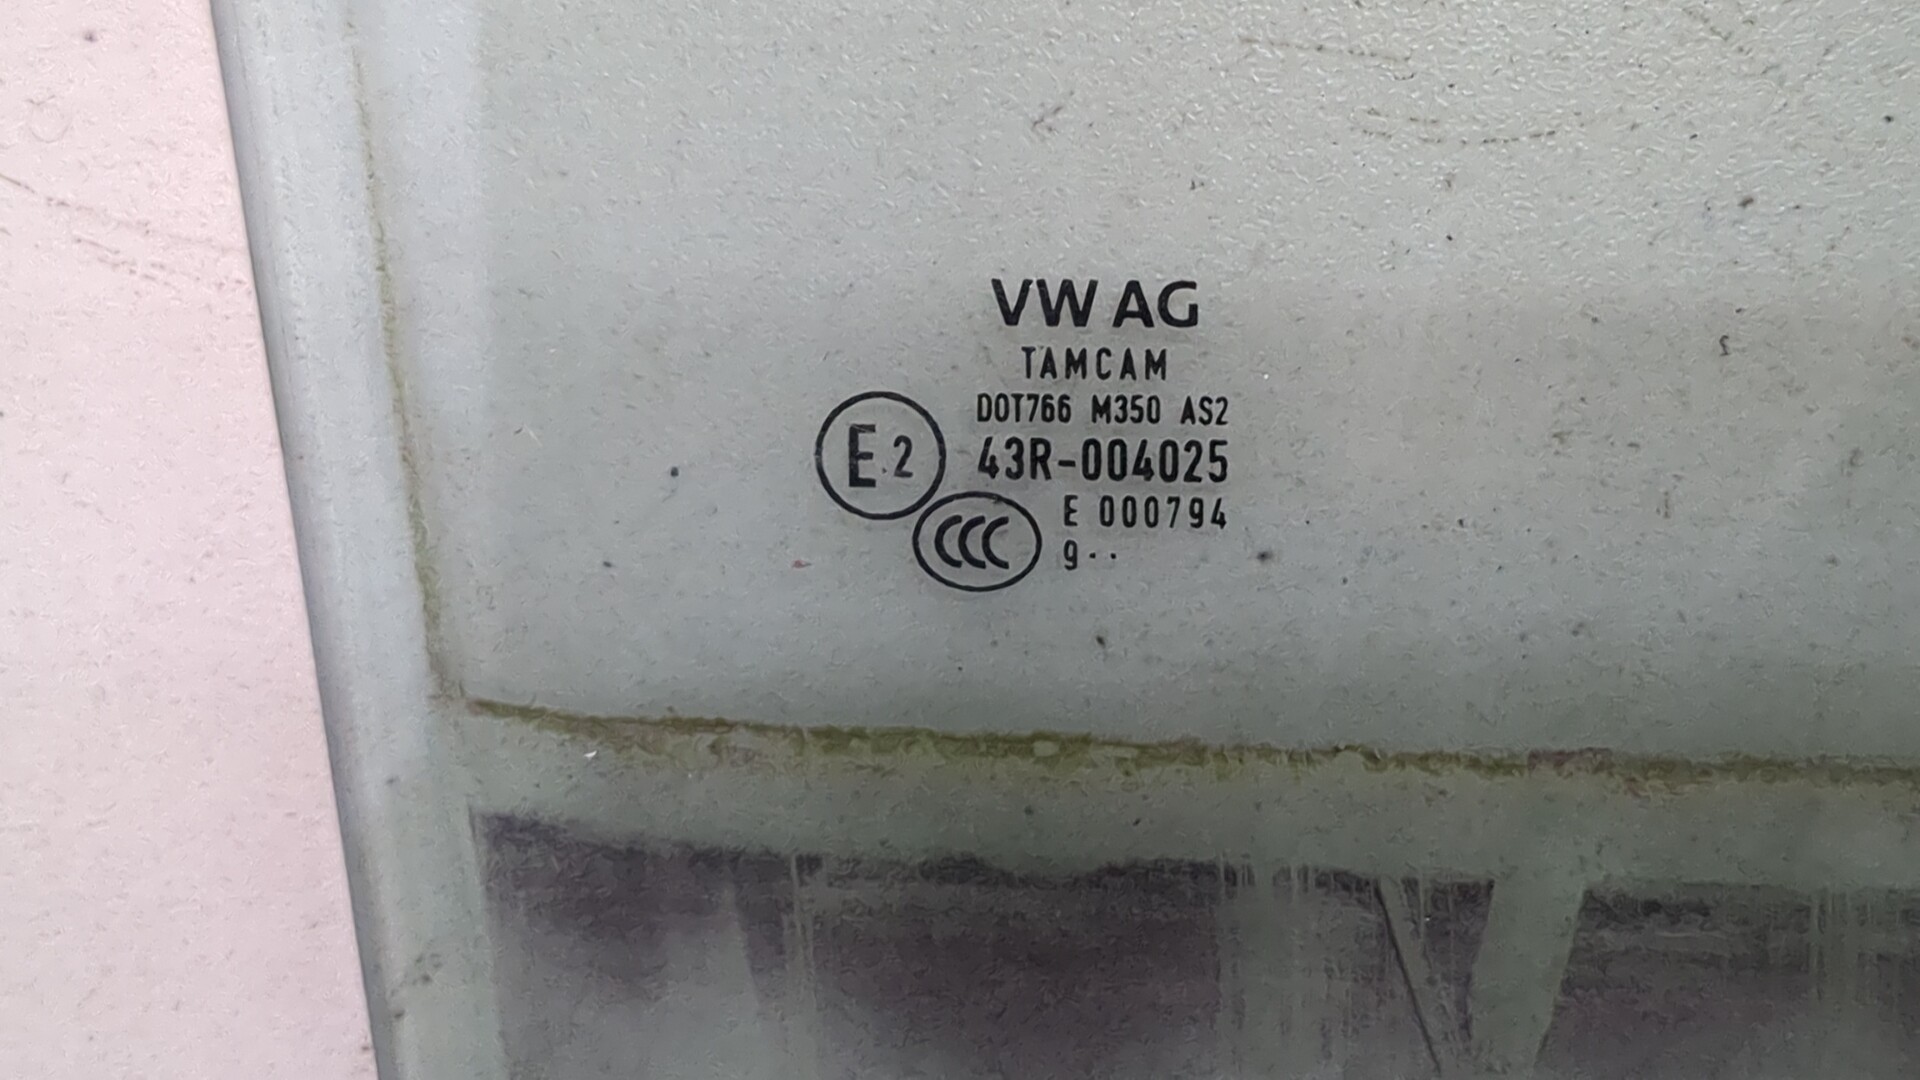 VW AG
TAMCAM
DOT766 M350 AS2
E2 43R-004025
CCC E 000794
9··